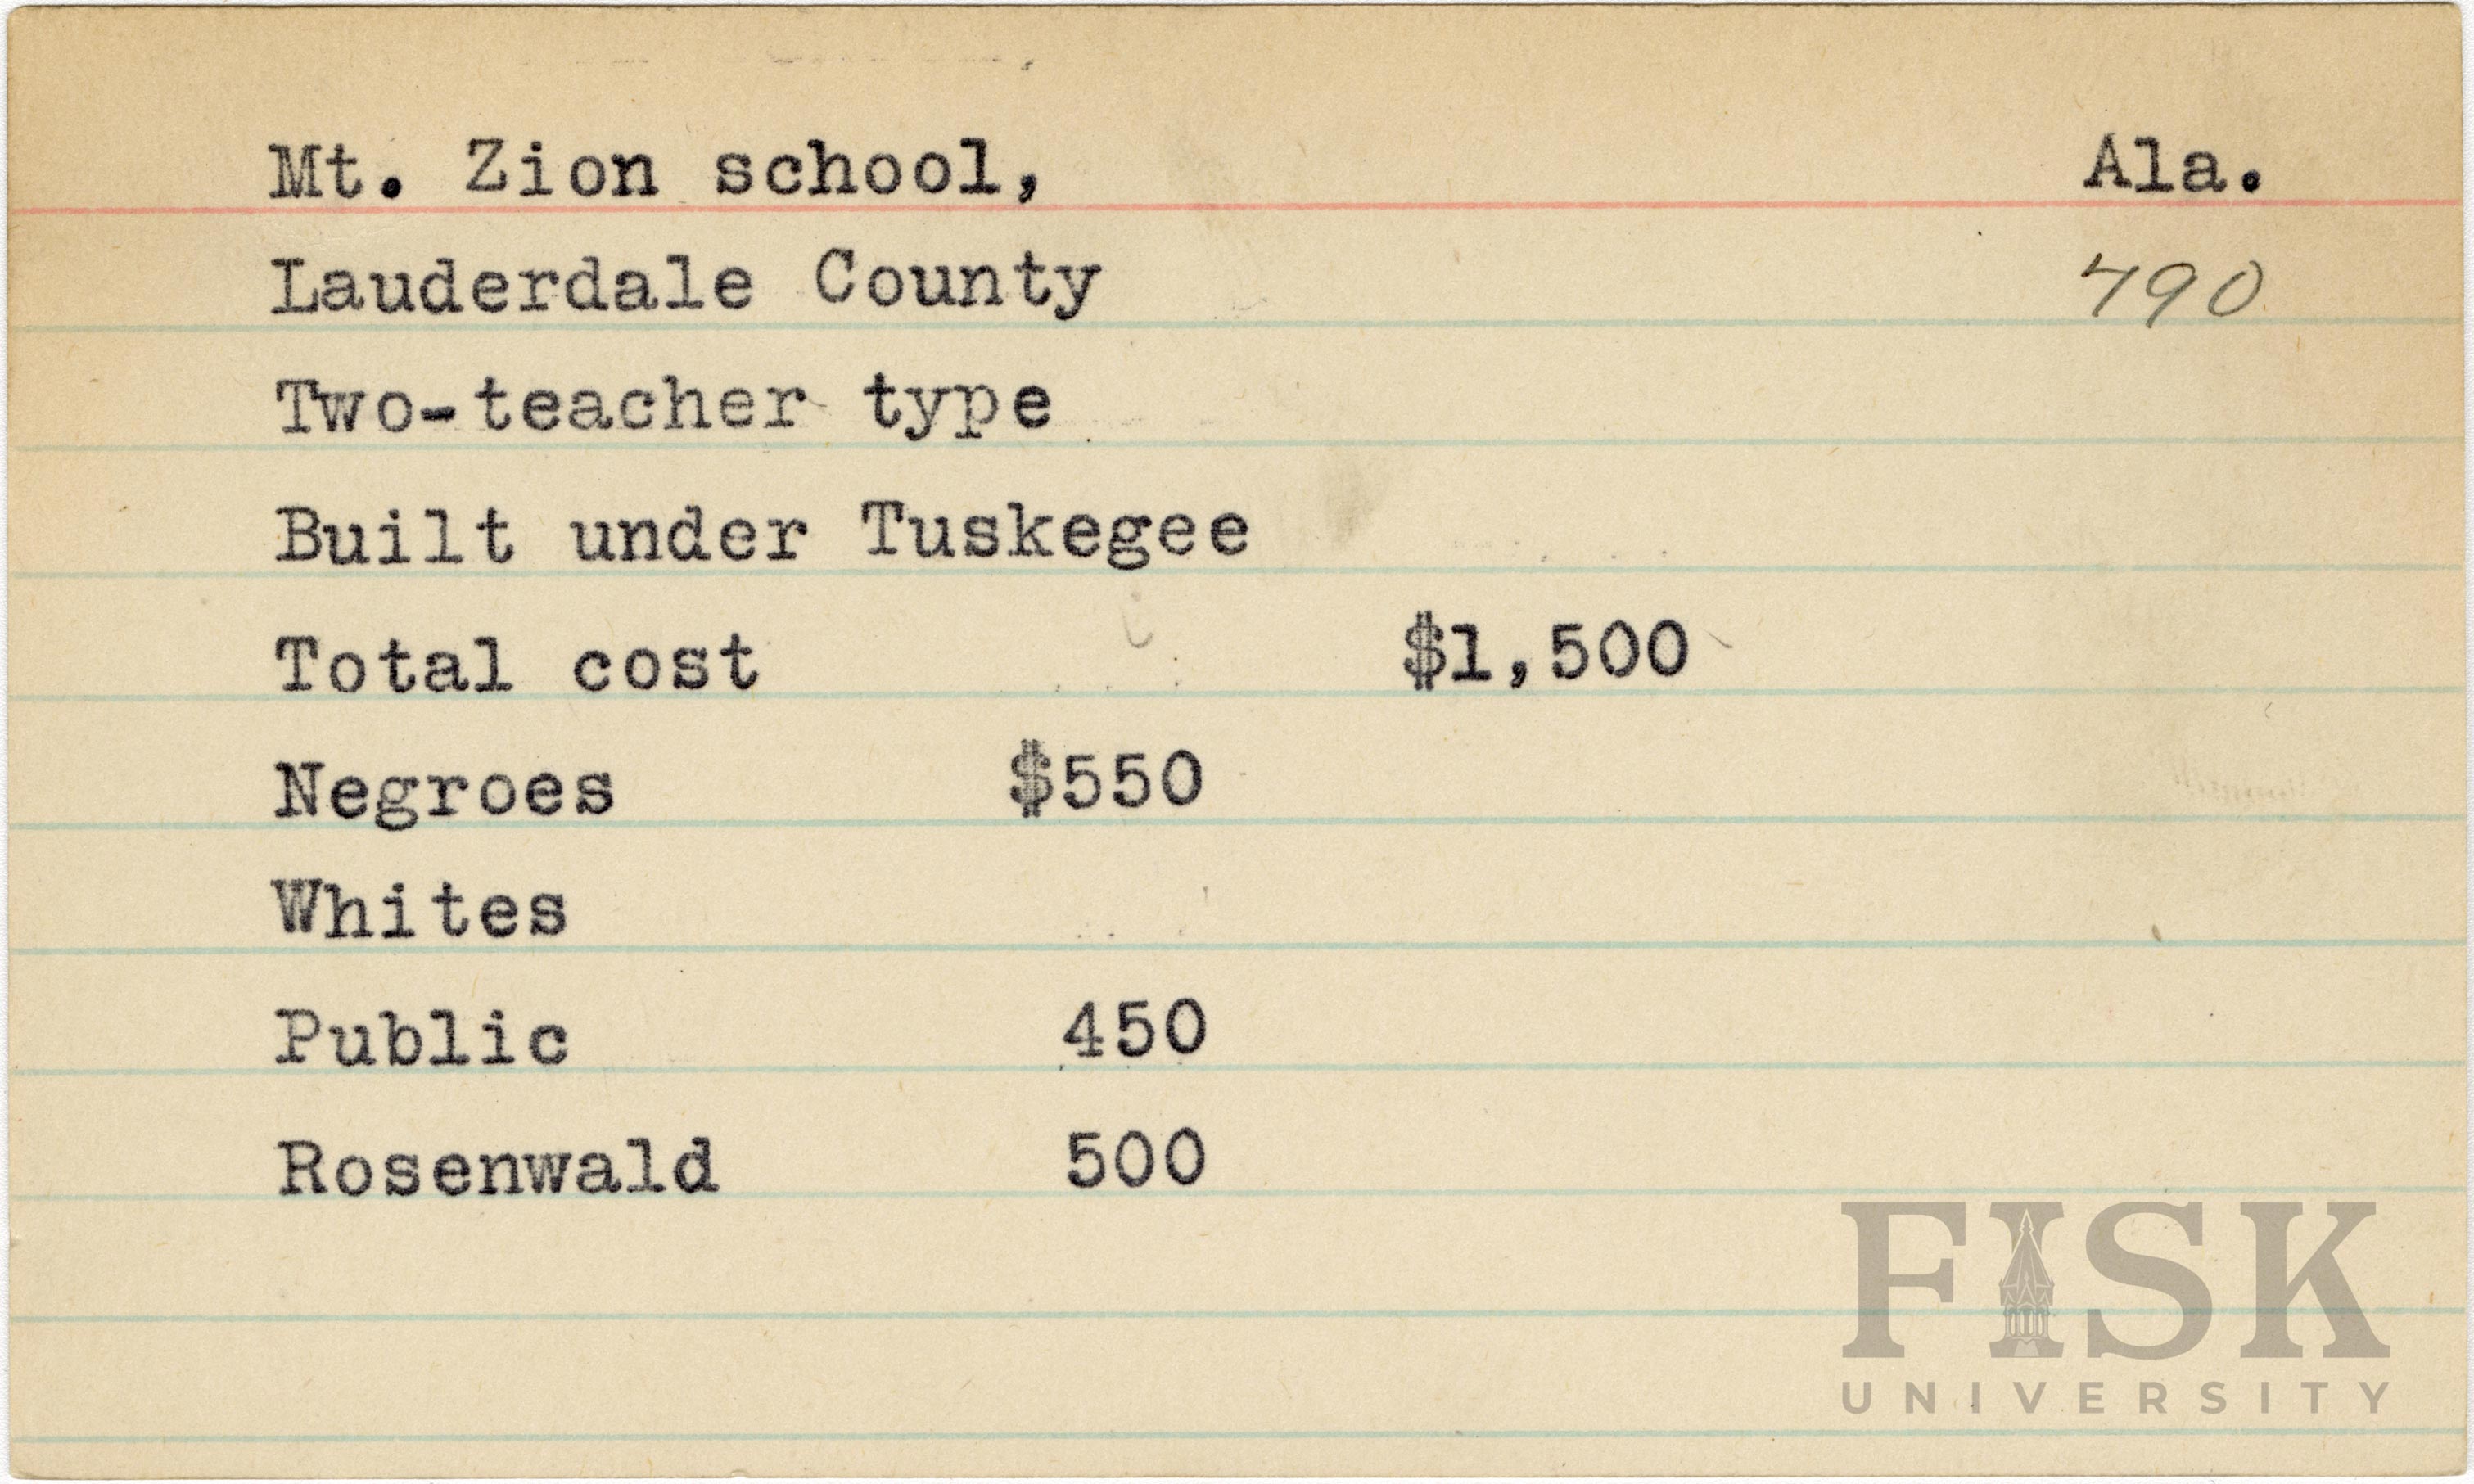 Mt. Zion school, Ala.
Lauderdale County 790
Two-teacher type
Built under Tuskegee
Total cost $1,500
Negroes $550
Whites
Public 450
Rosenwald 500
FISK
UNIVERSITY